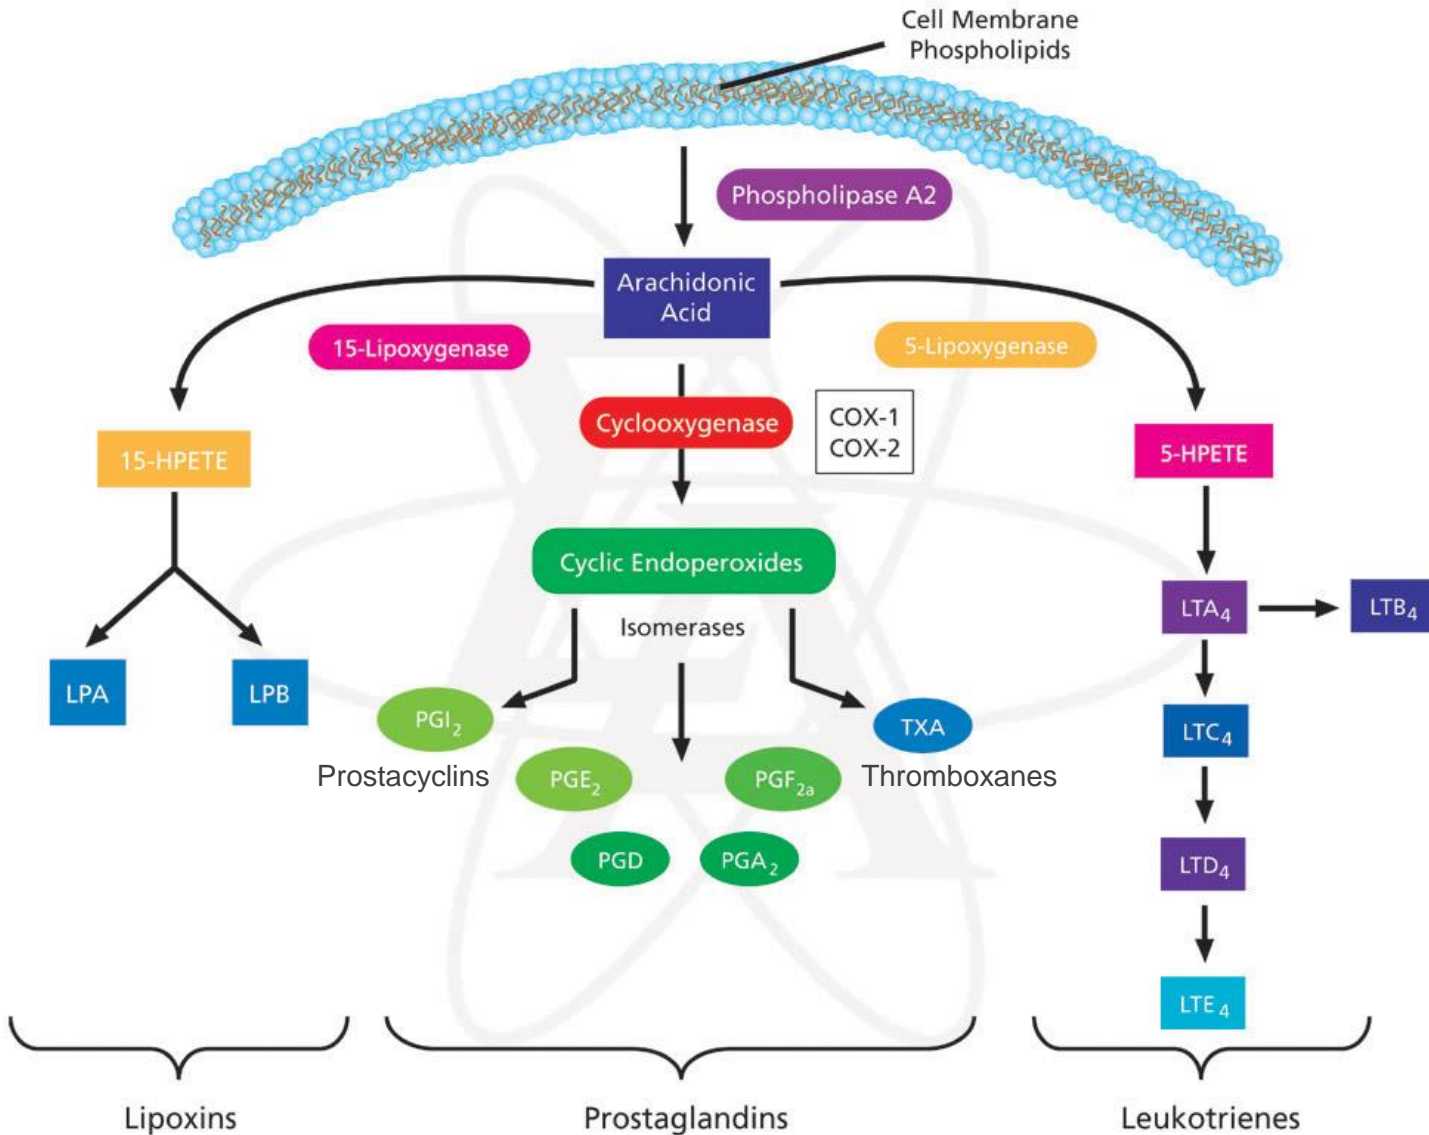 Cell Membrane
Phospholipids
Phospholipase A2
Arachidonic
Acid
15-Lipoxygenase
5-Lipoxygenase
Cyclooxygenase
COX-1
COX-2
15-HPETE
5-HPETE
Cyclic Endoperoxides
Isomerases
LTA4
LTB4
LPA
LPB
PGI2
TXA
LTC4
Prostacyclins
PGE2
PGF2a
Thromboxanes
PGD
PGA2
LTD4
LTE4
Lipoxins
Prostaglandins
Leukotrienes